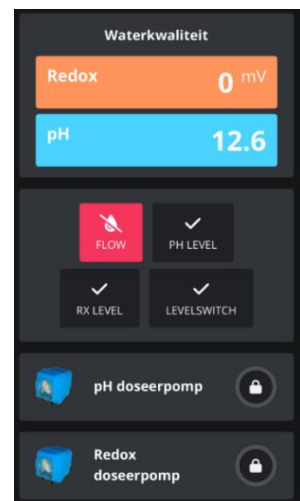 Waterkwaliteit
Redox 0 mV
pH 12.6
FLOW PH LEVEL
RX LEVEL LEVELSWITCH
pH doseerpomp
Redox
doseerpomp